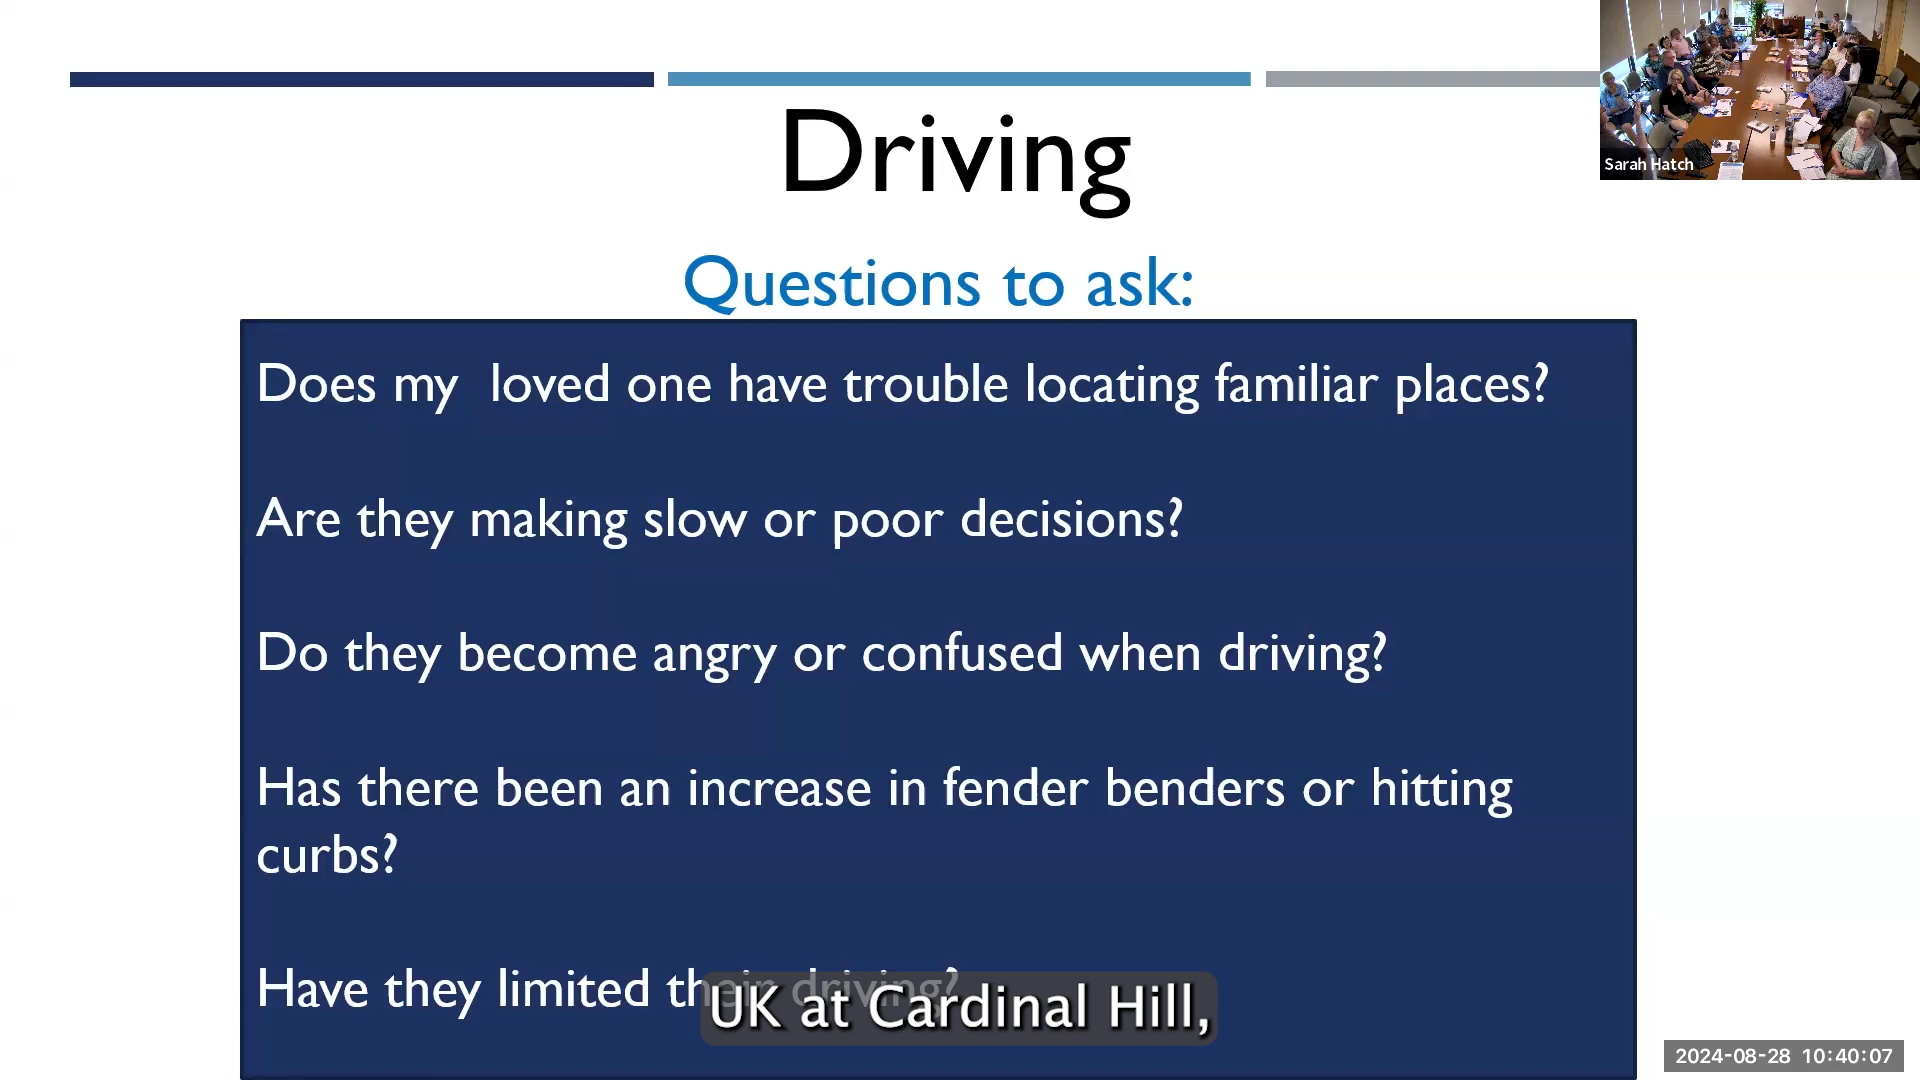 Driving
Sarah Hatch
Questions to ask:
Does my  loved one have trouble locating familiar places?
Are they making slow or poor decisions?
Do they become angry or confused when driving?
Has there been an increase in fender benders or hitting
curbs?
Have they limited their driving?
UK at Cardinal Hill,
2024-08-28 10:40:07